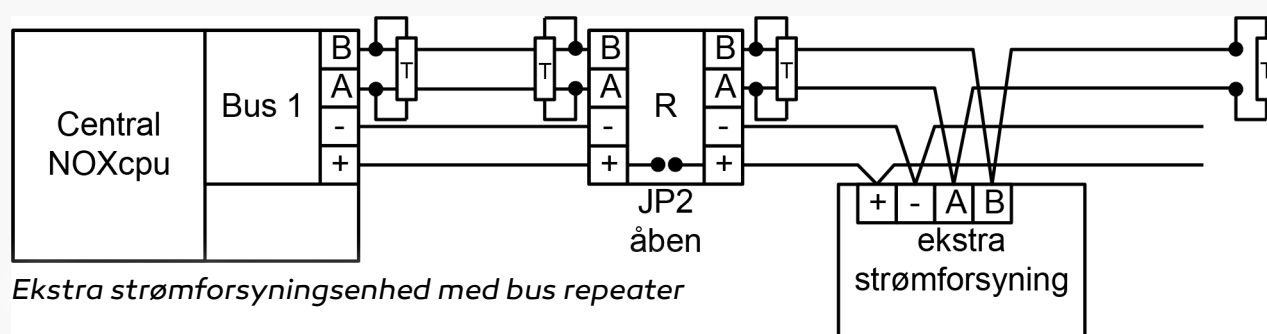 Central
NOXcpu
Bus 1
B
A
-
+
T
T
B
A
-
+
R
B
A
-
+
JP2
åben
T
T
+ - A B
ekstra
strømforsyning
Ekstra strømforsyningsenhed med bus repeater